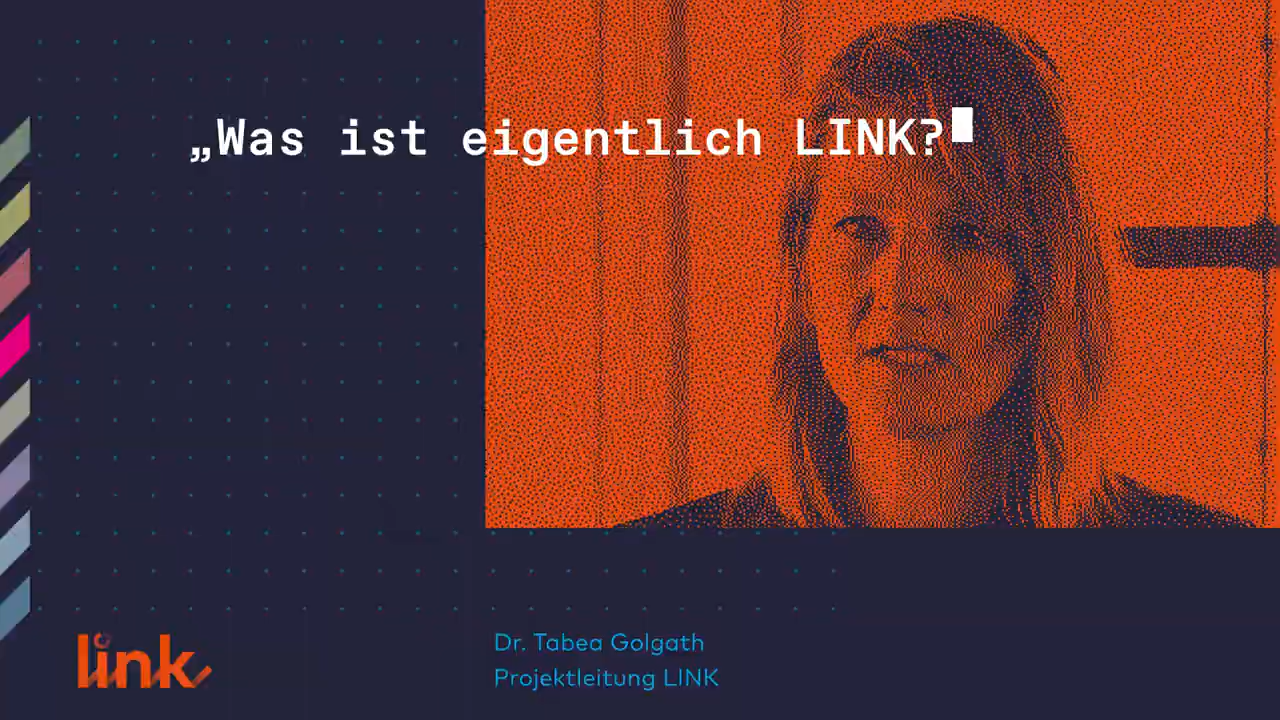 „Was ist eigentlich LINK?
link
Dr. Tabea Golgath
Projektleitung LINK